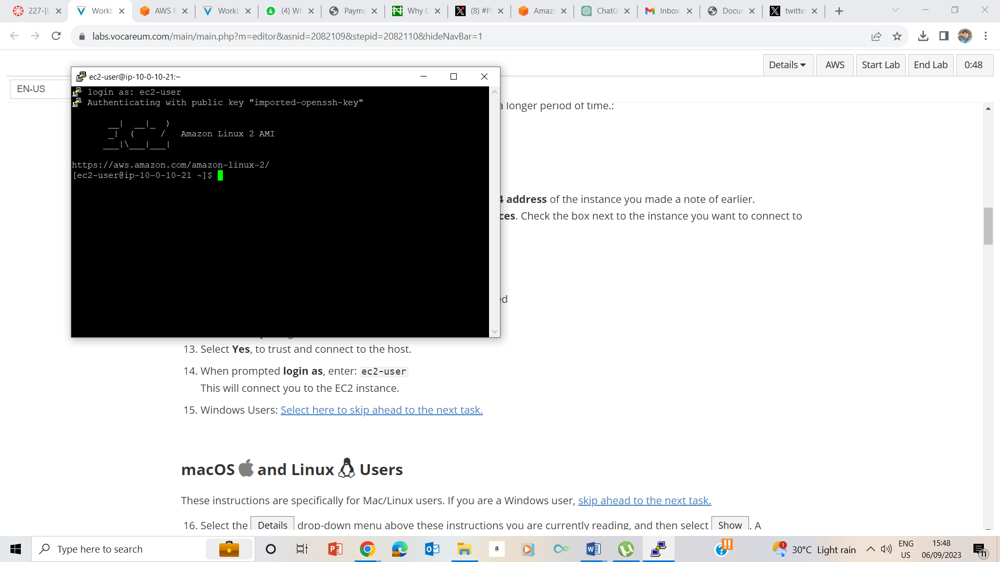 227-[L
Workb
AWS M
Workb
(4) Wh
Payme
Why C
(8) #Pl
Amazo
ChatG
Inbox
Docur
twitte
labs.vocareum.com/main/main.php?m=editor&asnid=2082109&stepid=2082110&hideNavBar=1
Details AWS Start Lab End Lab 0:48
EN-US
ec2-user@ip-10-0-10-21:~
login as: ec2-user
Authenticating with public key "imported-openssh-key"
__| __|_ )
_| ( / Amazon Linux 2 AMI
___|\___|___|
https://aws.amazon.com/amazon-linux-2/
[ec2-user@ip-10-0-10-21 ~]$
a longer period of time.:
4 address of the instance you made a note of earlier.
ces. Check the box next to the instance you want to connect to
ed
13. Select Yes, to trust and connect to the host.
14. When prompted login as, enter: ec2-user
This will connect you to the EC2 instance.
15. Windows Users: Select here to skip ahead to the next task.
macOS and Linux Users
These instructions are specifically for Mac/Linux users. If you are a Windows user, skip ahead to the next task.
16. Select the Details drop-down menu above these instructions you are currently reading, and then select Show . A
Type here to search
a
1
30°C Light rain
ENG
US
15:48
06/09/2023
11